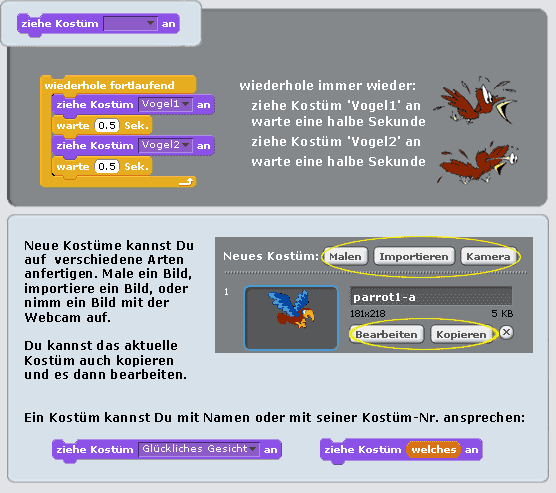 ziehe Kostüm an
wiederhole fortlaufend
ziehe Kostüm Vogel1 an
warte 0.5 Sek.
ziehe Kostüm Vogel2 an
warte 0.5 Sek.
wiederhole immer wieder:
ziehe Kostüm 'Vogel1' an
warte eine halbe Sekunde
ziehe Kostüm 'Vogel2' an
warte eine halbe Sekunde
Neue Kostüme kannst Du
auf verschiedene Arten
anfertigen. Male ein Bild,
importiere ein Bild, oder
nimm ein Bild mit der
Webcam auf.
Du kannst das aktuelle
Kostüm auch kopieren
und es dann bearbeiten.
Neues Kostüm: Malen Importieren Kamera
1
parrot1-a
181x218 5 KB
Bearbeiten Kopieren
Ein Kostüm kannst Du mit Namen oder mit seiner Kostüm-Nr. ansprechen:
ziehe Kostüm Glückliches Gesicht an
ziehe Kostüm welches an